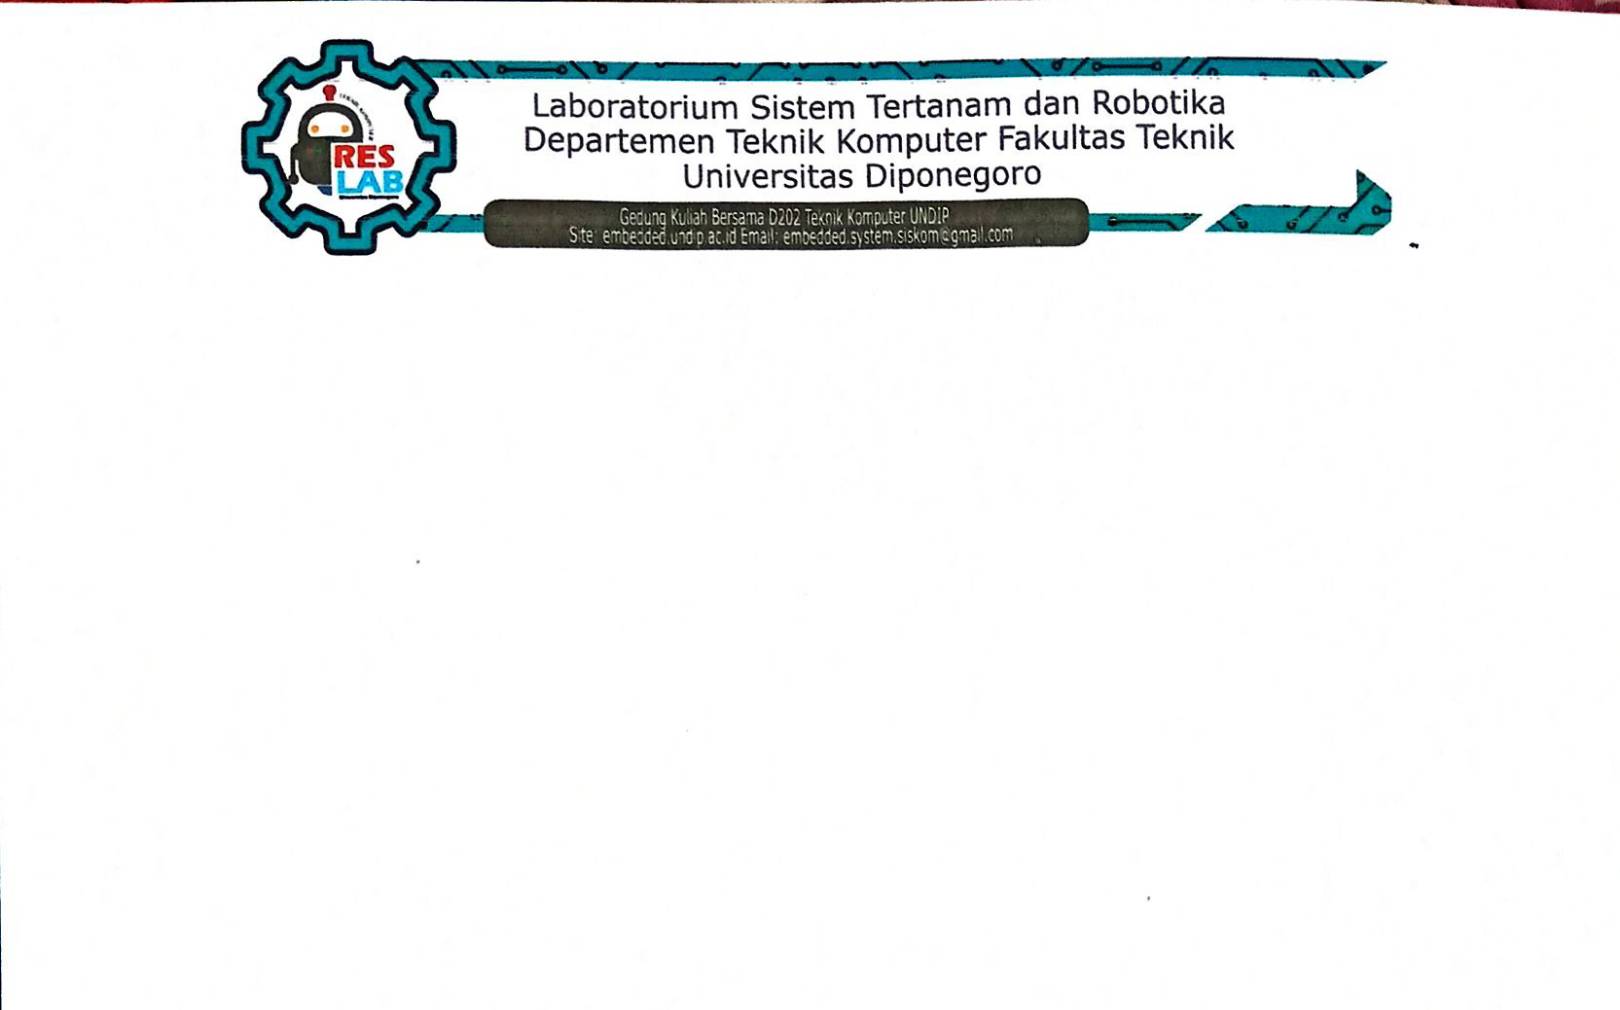 RES
LAB
Laboratorium Sistem Tertanam dan Robotika
Departemen Teknik Komputer Fakultas Teknik
Universitas Diponegoro
Gedung Kuliah Bersama D202 Teknik Komputer UNDIP
Site: embedded.undip.ac.id Email: embedded.system.siskom@gmail.com